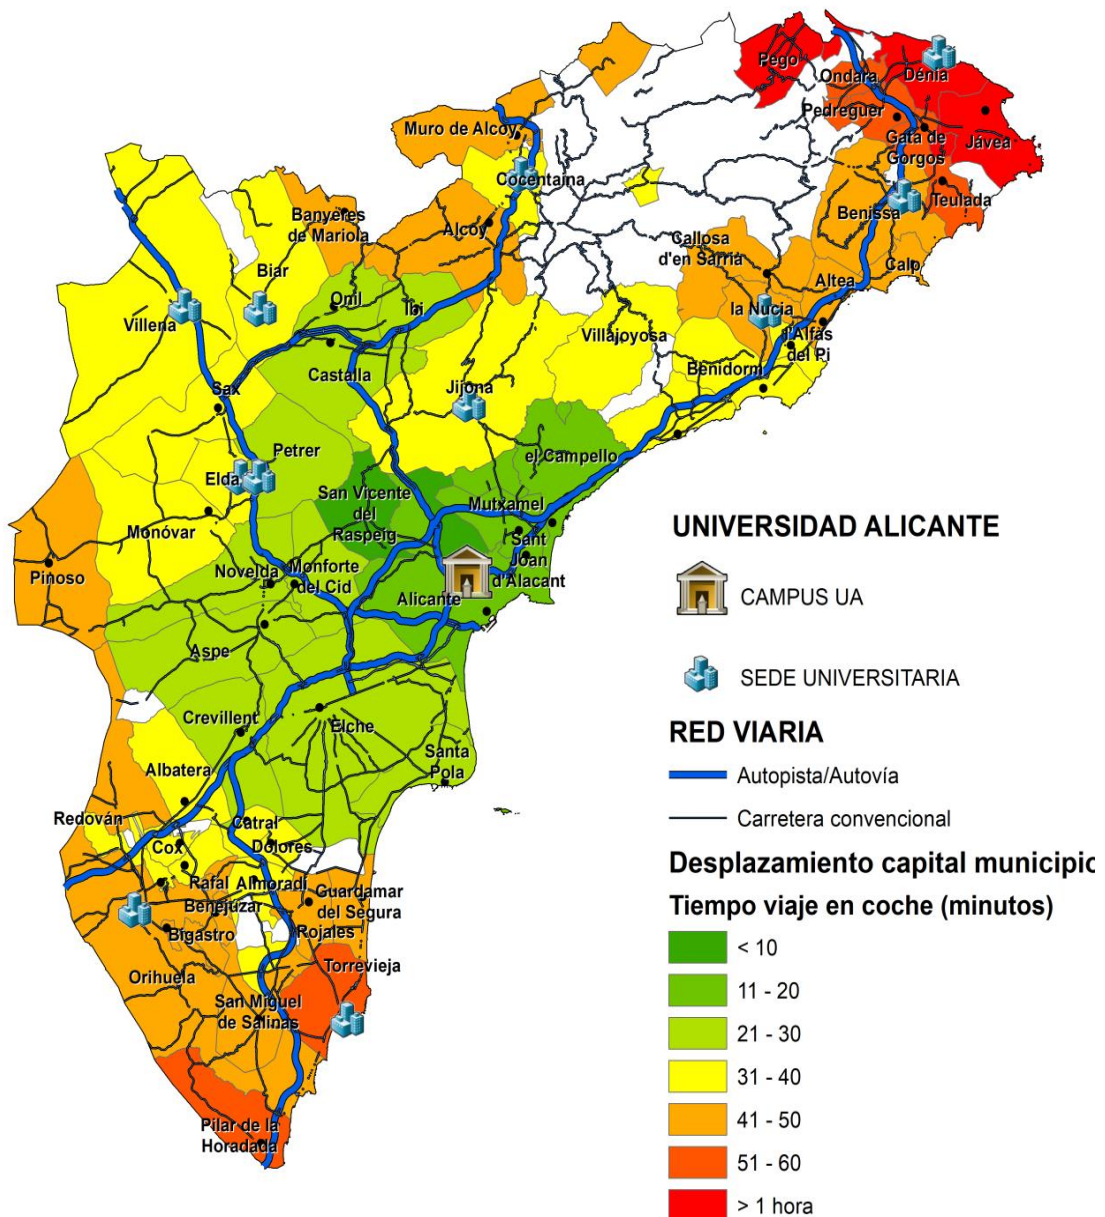 Pego
Ondara
Dénia
Pedreguer
Gata de
Gorgos
Jávea
Muro de Alcoy
Cocentaina
Teulada
Benissa
Banyeres
de Mariola
Alcoy
Callosa
d'en Sarria
Calp
Altea
Biar
Onil
Ibi
la Nucia
l'Alfàs
del Pi
Villena
Villajoyosa
Benidorm
Castalla
Jijona
Sax
Petrer
el Campello
Elda
San Vicente
del
Raspeig
Mutxamel
Monóvar
Sant
Joan
d'Alacant
Pinoso
Novelda
Monforte
del Cid
Alicante
Aspe
Crevillent
Elche
Santa
Pola
Albatera
Redován
Catral
Cox
Dolores
Rafal
Almoradí
Guardamar
del Segura
Benejúzar
Bigastro
Rojales
Orihuela
Torrevieja
San Miguel
de Salinas
Pilar de la
Horadada
UNIVERSIDAD ALICANTE
CAMPUS UA
SEDE UNIVERSITARIA
RED VIARIA
Autopista/Autovía
Carretera convencional
Desplazamiento capital municipio
Tiempo viaje en coche (minutos)
< 10
11 - 20
21 - 30
31 - 40
41 - 50
51 - 60
> 1 hora